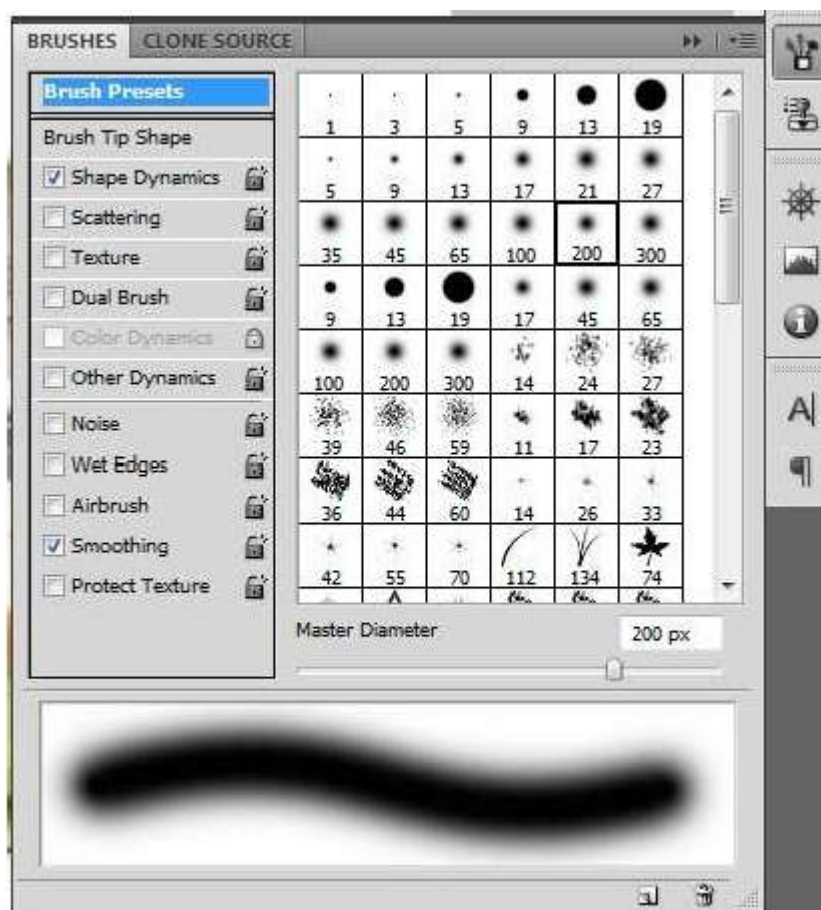 BRUSHES CLONE SOURCE
Brush Presets
Brush Tip Shape
Shape Dynamics
Scattering
Texture
Dual Brush
Color Dynamics
Other Dynamics
Noise
Wet Edges
Airbrush
Smoothing
Protect Texture
1 3 5 9 13 19
5 9 13 17 21 27
35 45 65 100 200 300
9 13 19 17 45 65
100 200 300 14 24 27
39 46 59 11 17 23
36 44 60 14 26 33
42 55 70 112 134 74
Master Diameter 200 px
A